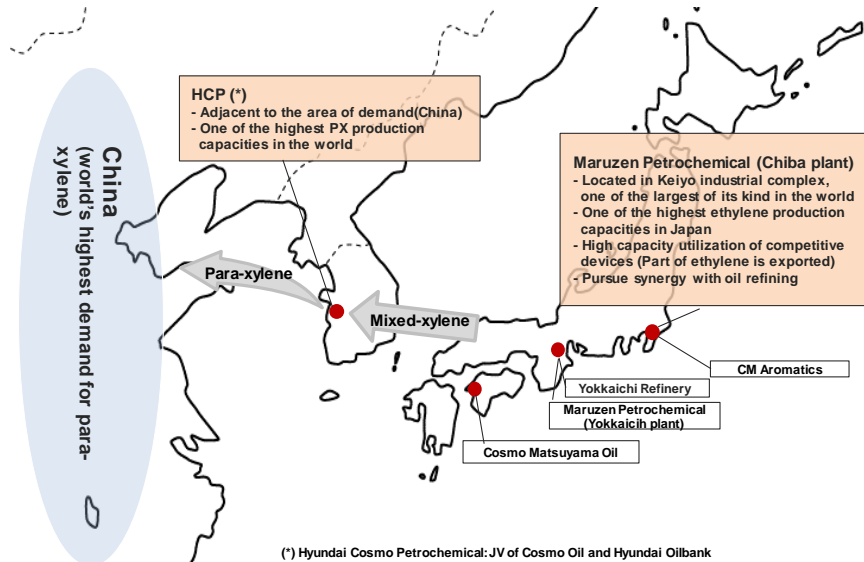 HCP (*)
- Adjacent to the area of demand(China)
- One of the highest PX production
capacities in the world
China
(world's highest demand for para-
xylene)
Maruzen Petrochemical (Chiba plant)
- Located in Keiyo industrial complex,
one of the largest of its kind in the world
- One of the highest ethylene production
capacities in Japan
- High capacity utilization of competitive
devices (Part of ethylene is exported)
- Pursue synergy with oil refining
Para-xylene
Mixed-xylene
CM Aromatics
Yokkaichi Refinery
Maruzen Petrochemical
(Yokkaicih plant)
Cosmo Matsuyama Oil
(*) Hyundai Cosmo Petrochemical: JV of Cosmo Oil and Hyundai Oilbank